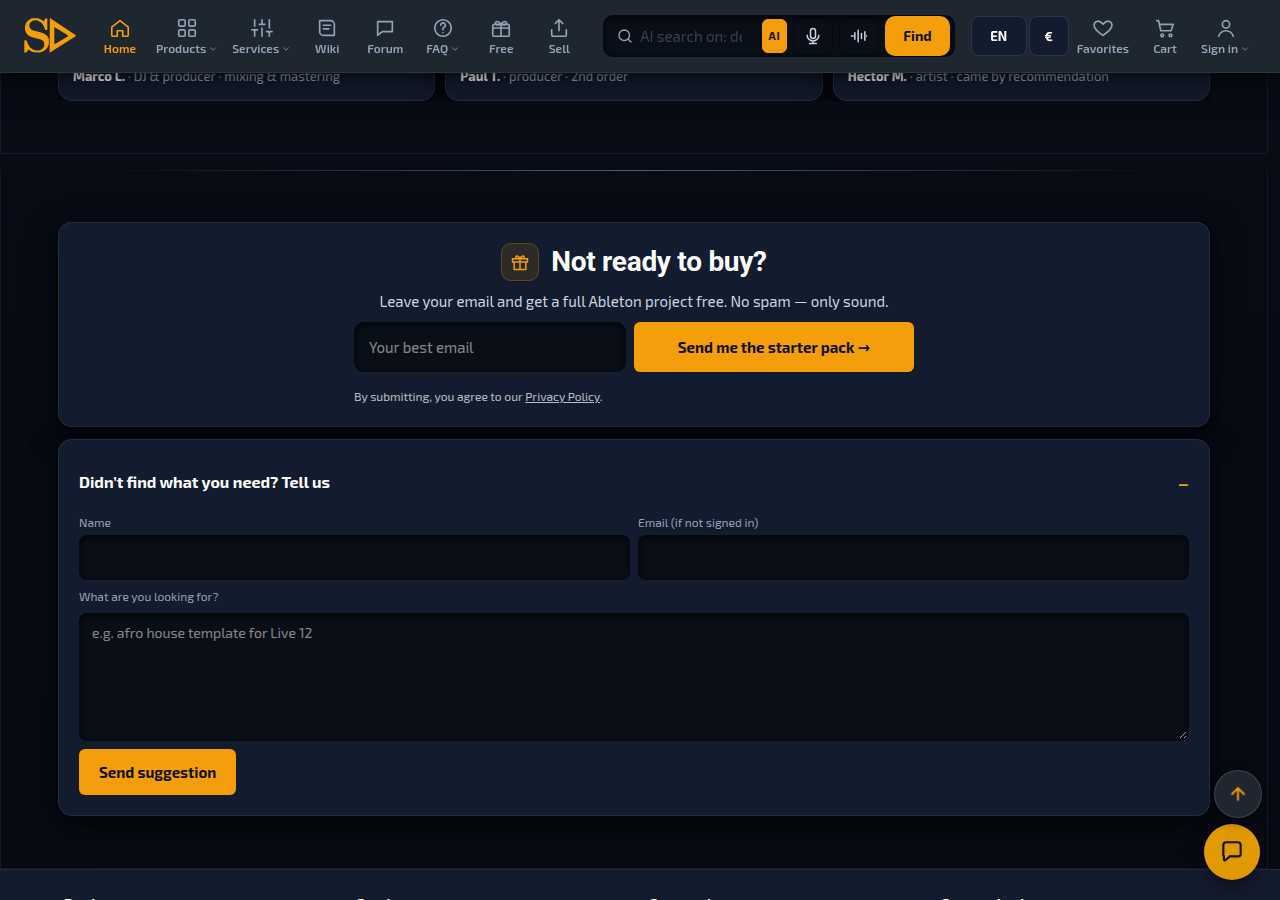 Home
Products
Services
Wiki
Forum
FAQ
Free
Sell
AI search on: de
AI
Find
EN
€
Favorites
Cart
Sign in
Marco L. · DJ & producer · mixing & mastering
Paul T. · producer · 2nd order
Hector M. · artist · came by recommendation
Not ready to buy?
Leave your email and get a full Ableton project free. No spam — only sound.
Your best email
Send me the starter pack →
By submitting, you agree to our Privacy Policy.
Didn't find what you need? Tell us
Name
Email (if not signed in)
What are you looking for?
e.g. afro house template for Live 12
Send suggestion